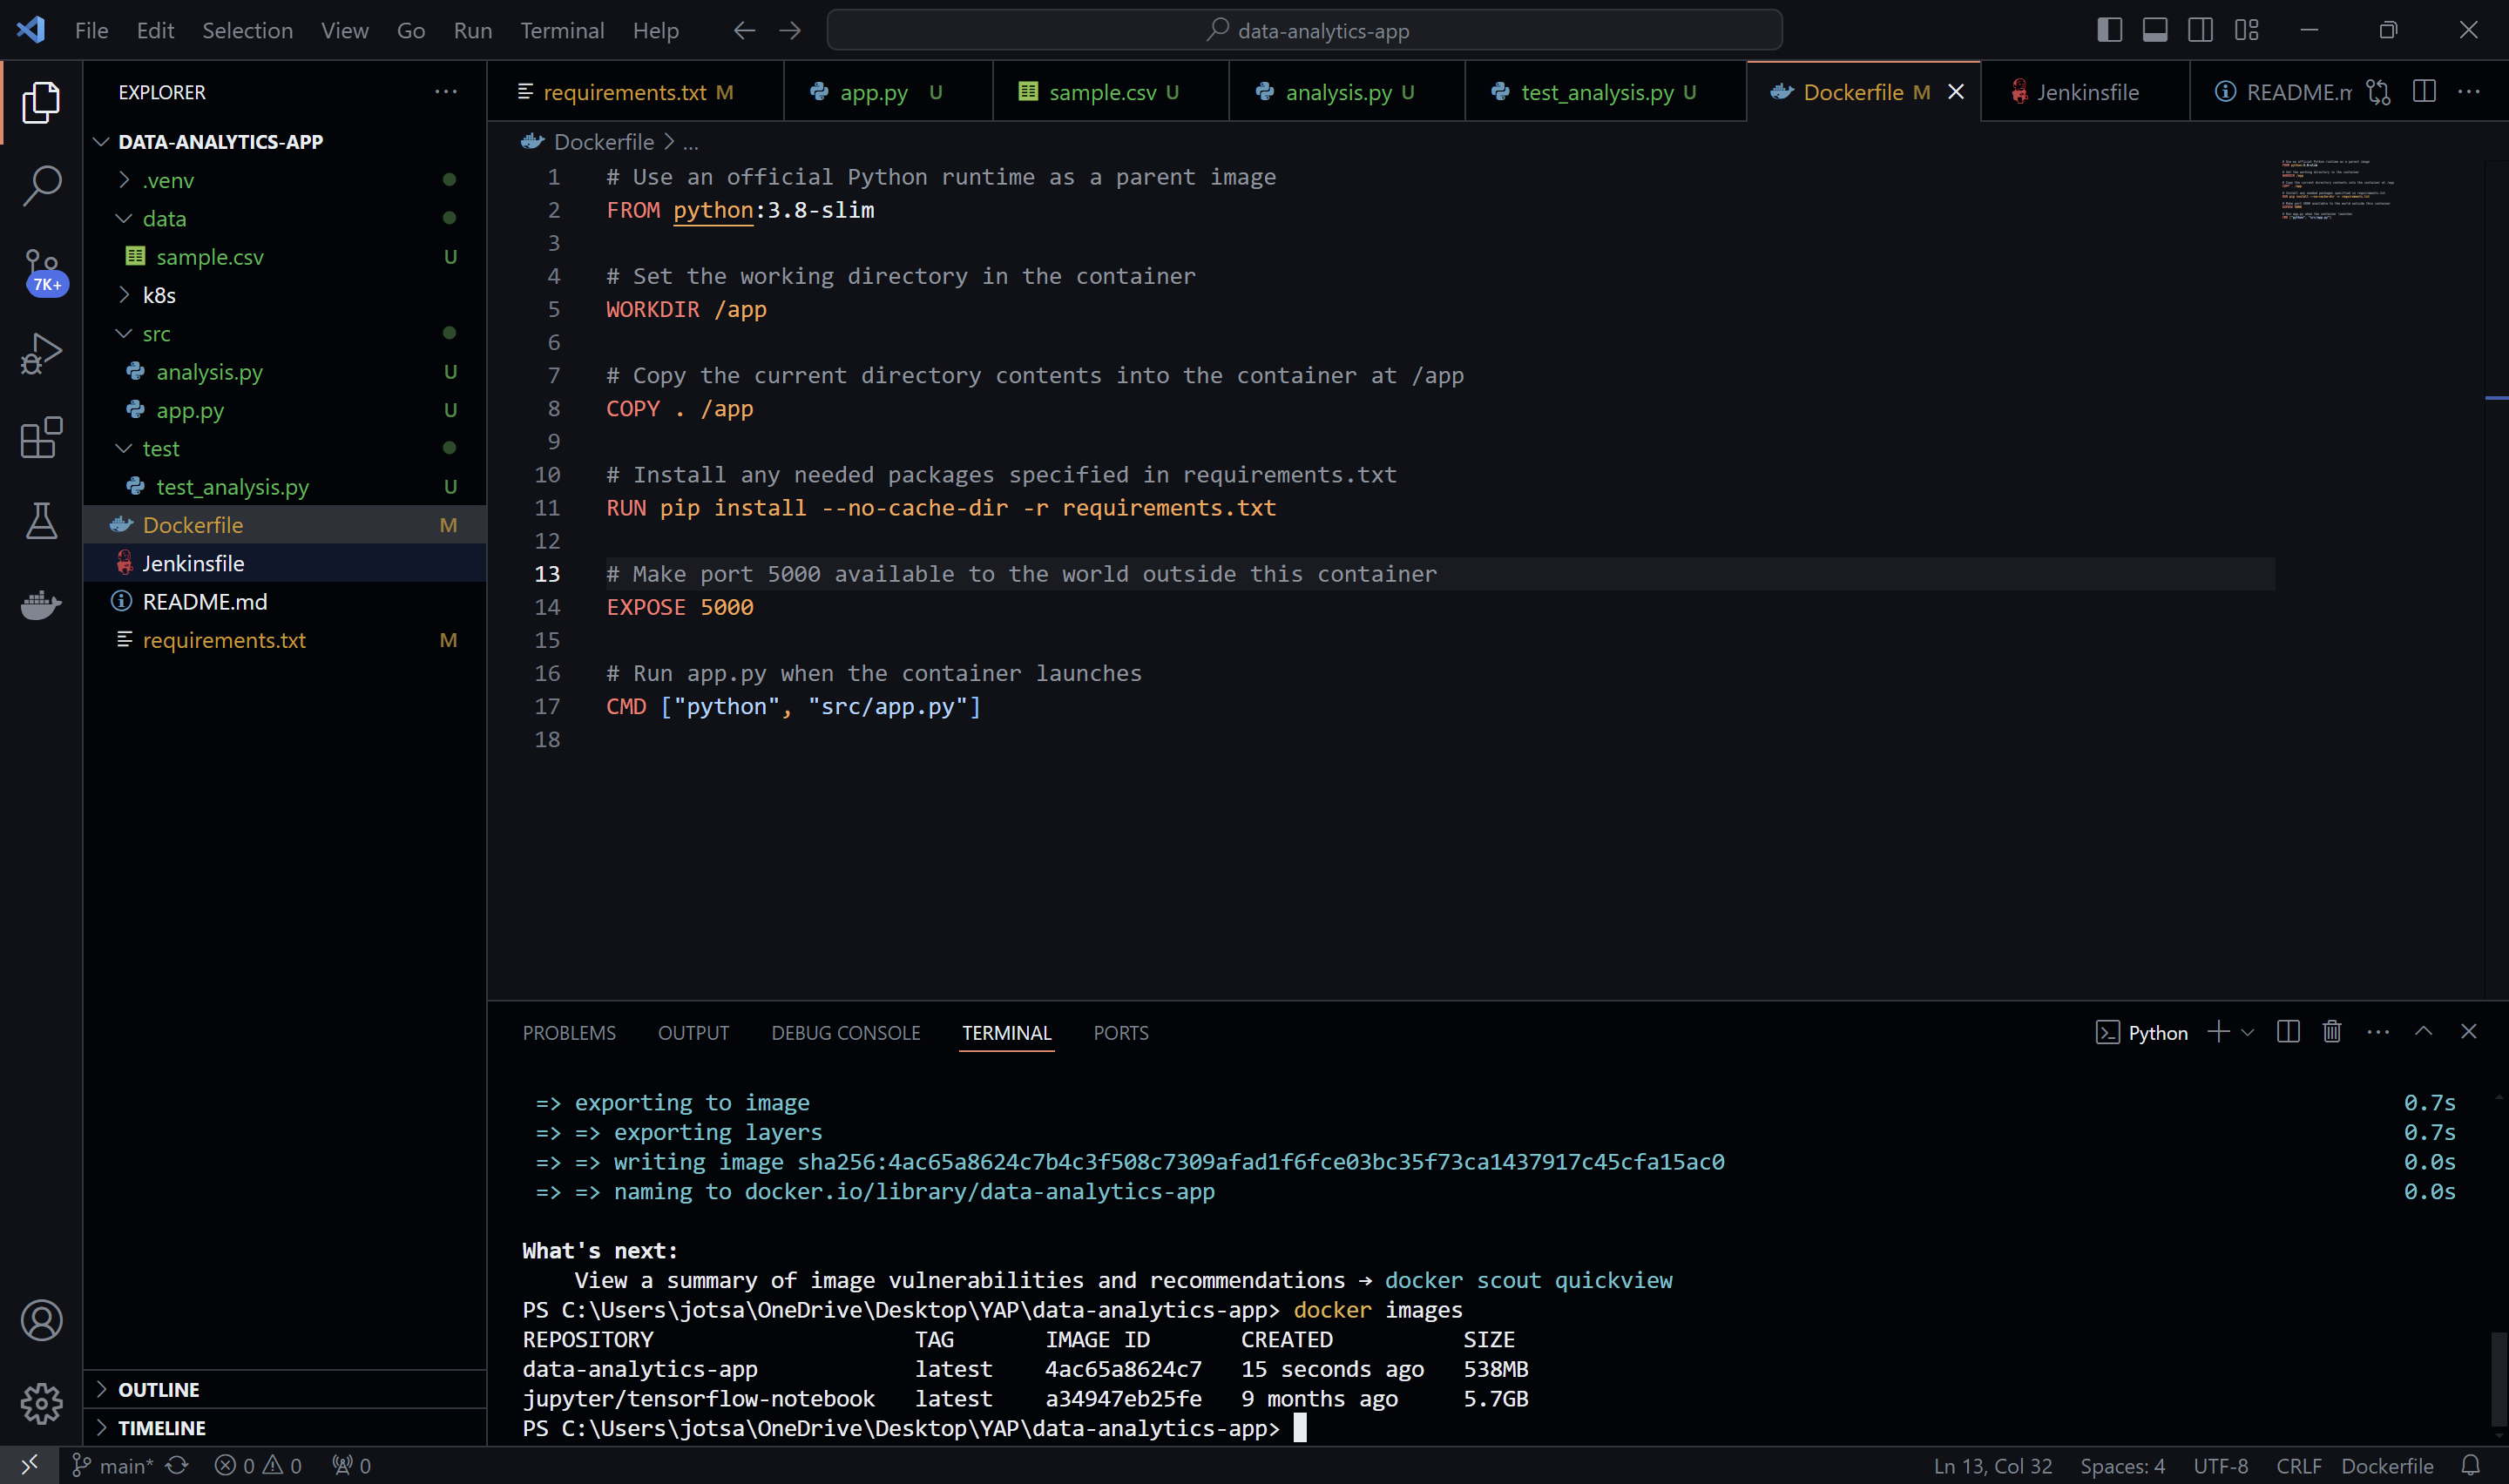 File Edit Selection View Go Run Terminal Help
data-analytics-app
EXPLORER
DATA-ANALYTICS-APP
.venv
data
sample.csv U
k8s
src
analysis.py U
app.py U
test
test_analysis.py U
Dockerfile M
Jenkinsfile
README.md
requirements.txt M
OUTLINE
TIMELINE
7K+
requirements.txt M app.py U sample.csv U analysis.py U test_analysis.py U Dockerfile M Jenkinsfile README.m
Dockerfile > ...
1 # Use an official Python runtime as a parent image
2 FROM python:3.8-slim
3
4 # Set the working directory in the container
5 WORKDIR /app
6
7 # Copy the current directory contents into the container at /app
8 COPY . /app
9
10 # Install any needed packages specified in requirements.txt
11 RUN pip install --no-cache-dir -r requirements.txt
12
13 # Make port 5000 available to the world outside this container
14 EXPOSE 5000
15
16 # Run app.py when the container launches
17 CMD ["python", "src/app.py"]
18
PROBLEMS OUTPUT DEBUG CONSOLE TERMINAL PORTS
Python
=> exporting to image 0.7s
=> => exporting layers 0.7s
=> => writing image sha256:4ac65a8624c7b4c3f508c7309afad1f6fce03bc35f73ca1437917c45cfa15ac0 0.0s
=> => naming to docker.io/library/data-analytics-app 0.0s
What's next:
View a summary of image vulnerabilities and recommendations → docker scout quickview
PS C:\Users\jotsa\OneDrive\Desktop\YAP\data-analytics-app> docker images
REPOSITORY TAG IMAGE ID CREATED SIZE
data-analytics-app latest 4ac65a8624c7 15 seconds ago 538MB
jupyter/tensorflow-notebook latest a34947eb25fe 9 months ago 5.7GB
PS C:\Users\jotsa\OneDrive\Desktop\YAP\data-analytics-app>
main* 0 0 0 Ln 13, Col 32 Spaces: 4 UTF-8 CRLF Dockerfile